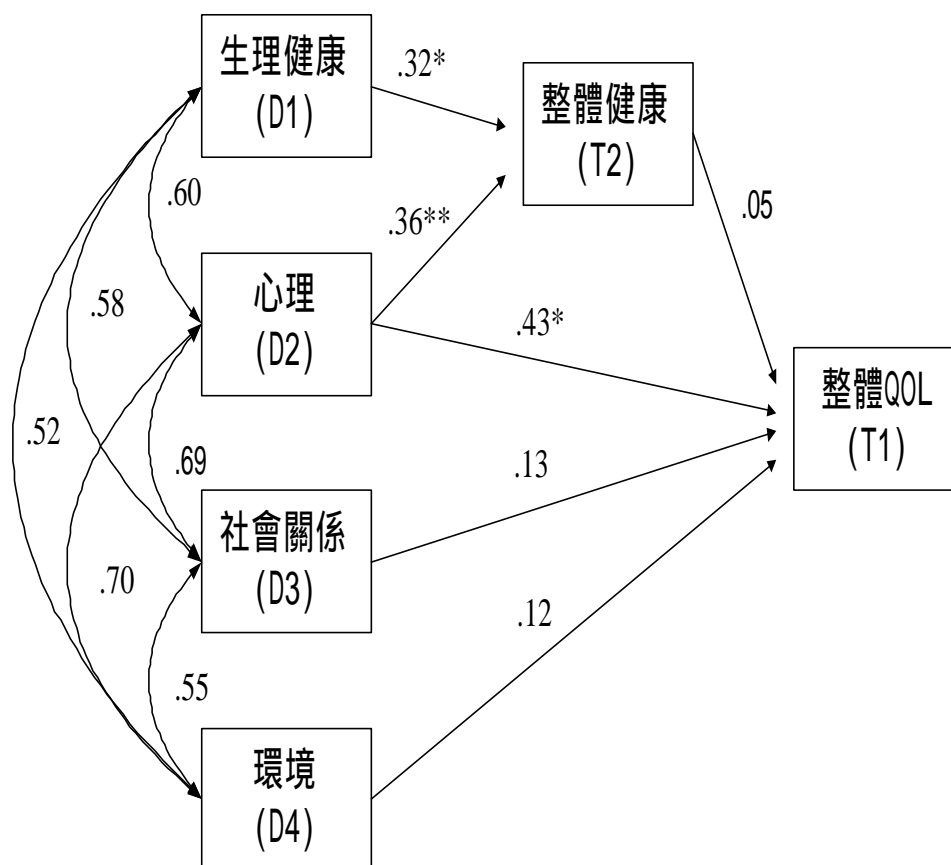 生理健康
(D1)
.32*
整體健康
(T2)
.60
.36**
.05
心理
(D2)
.58
.43*
整體QOL
(T1)
.52
.69
.13
社會關係
(D3)
.70
.12
.55
環境
(D4)